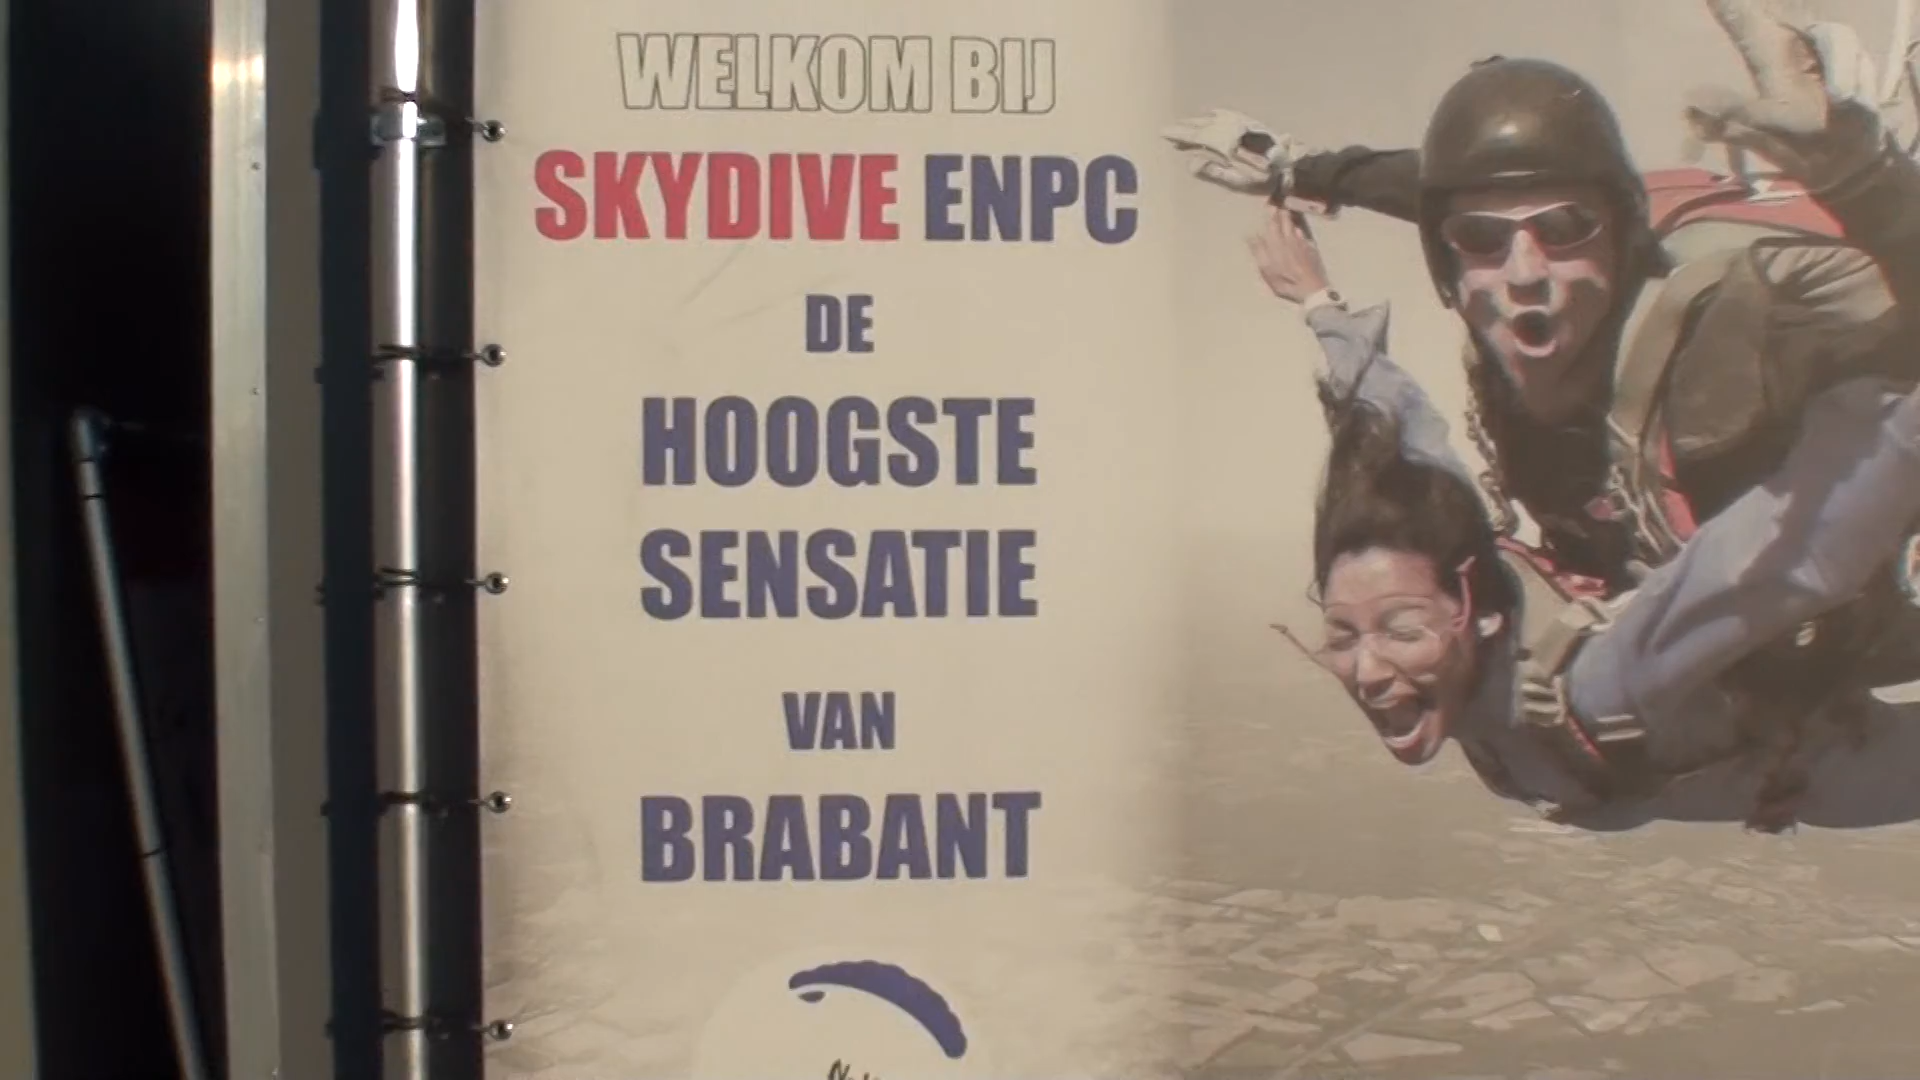 WELKOM BIJ
SKYDIVE ENPC
DE
HOOGSTE
SENSATIE
VAN
BRABANT